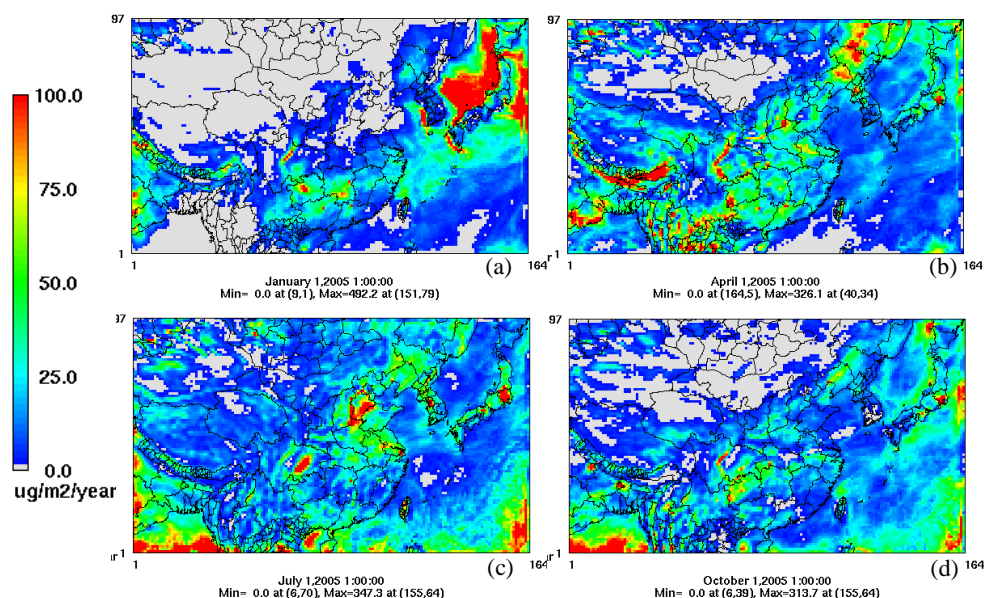 100.0
75.0
50.0
25.0
0.0
ug/m2/year
97
1
1
164
(a)
January 1,2005 1:00:00
Min= 0.0 at (9,1), Max=492.2 at (151,79)
97
r 1
1
164
(b)
April 1,2005 1:00:00
Min= 0.0 at (164,5), Max=326.1 at (40,34)
97
ır 1
1
164
(c)
July 1,2005 1:00:00
Min= 0.0 at (6,70), Max=347.3 at (155,64)
97
ır 1
1
164
(d)
October 1,2005 1:00:00
Min= 0.0 at (6,39), Max=313.7 at (155,64)